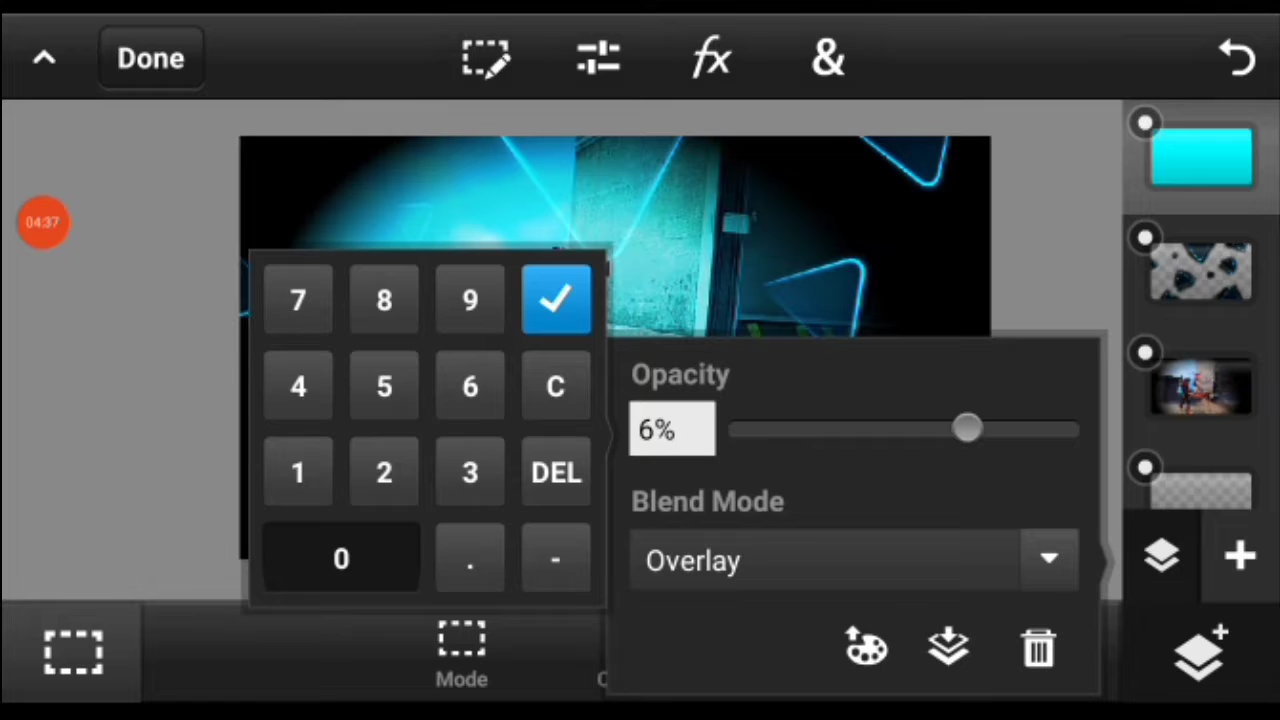 Done
fx
&
04:37
7 8 9
4 5 6 C
1 2 3 DEL
0 . -
Opacity
6%
Blend Mode
Overlay
Mode